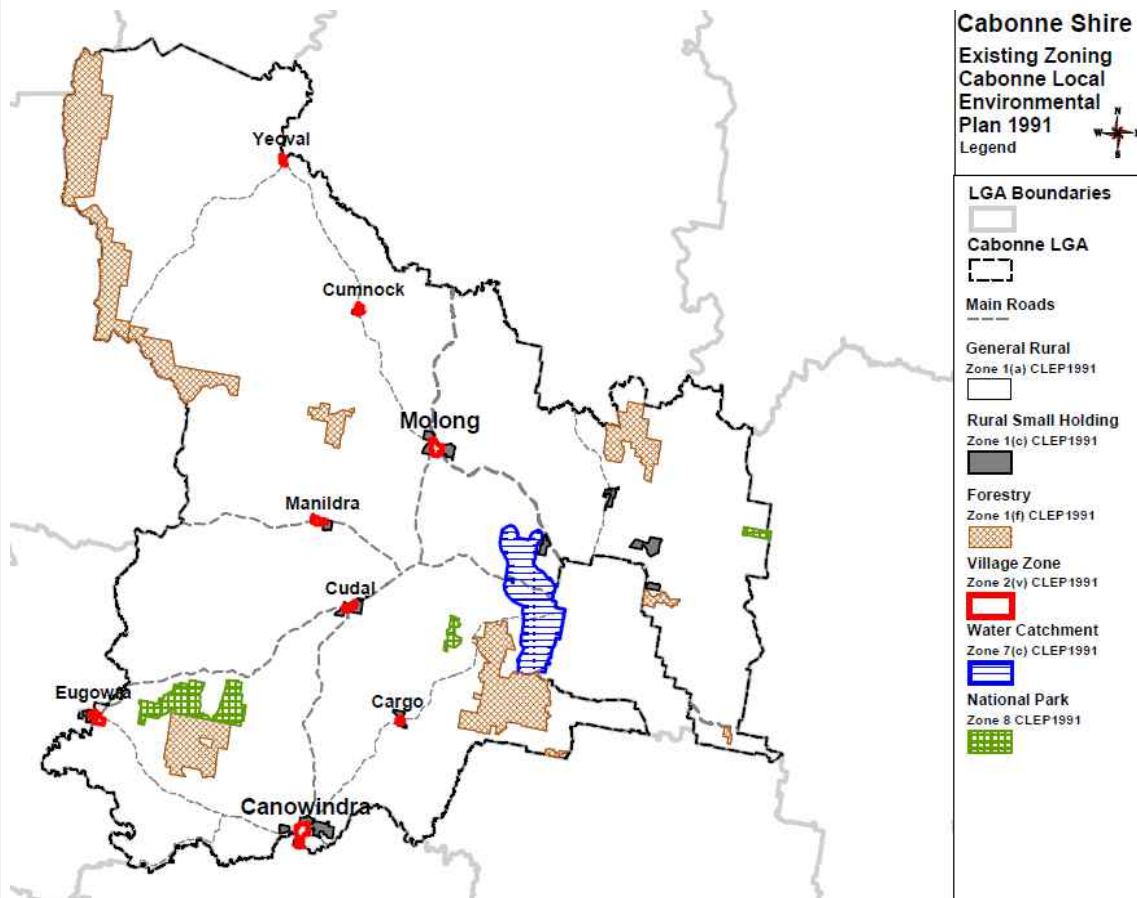 Cabonne Shire
Existing Zoning
Cabonne Local
Environmental
Plan 1991
Legend
N
W E
S
LGA Boundaries
Cabonne LGA
Main Roads
General Rural
Zone 1(a) CLEP1991
Rural Small Holding
Zone 1(c) CLEP1991
Forestry
Zone 1(f) CLEP1991
Village Zone
Zone 2(v) CLEP1991
Water Catchment
Zone 7(c) CLEP1991
National Park
Zone 8 CLEP1991
Yeoval
Cumnock
Molong
Manildra
Cudal
Eugowra
Cargo
Canowindra